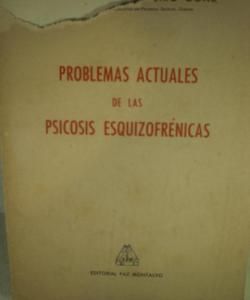 PROBLEMAS ACTUALES
DE LAS
PSICOSIS ESQUIZOFRÉNICAS
EDITORIAL PAZ MONTALVO